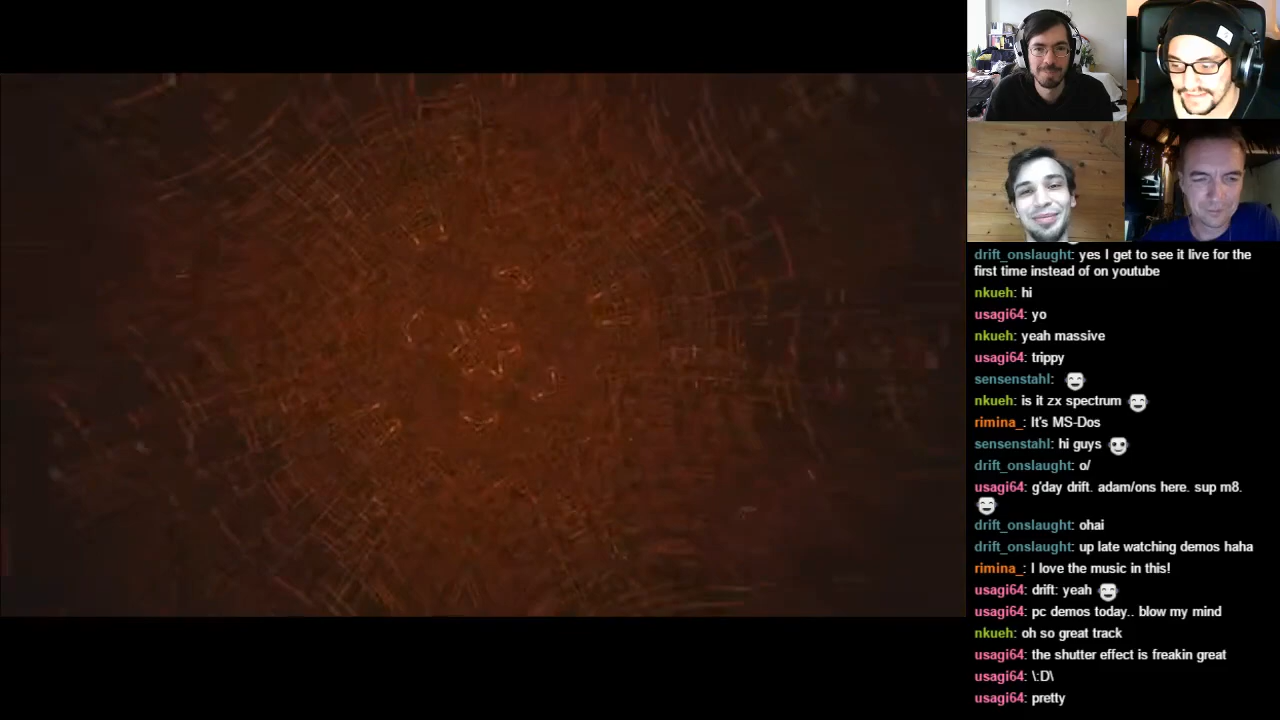 drift_onslaught: yes I get to see it live for the
first time instead of on youtube
nkueh: hi
usagi64: yo
nkueh: yeah massive
usagi64: trippy
sensenstahl:
nkueh: is it zx spectrum
rimina_: It's MS-Dos
sensenstahl: hi guys
drift_onslaught: o/
usagi64: g'day drift. adam/ons here. sup m8.
drift_onslaught: ohai
drift_onslaught: up late watching demos haha
rimina_: I love the music in this!
usagi64: drift: yeah
usagi64: pc demos today.. blow my mind
nkueh: oh so great track
usagi64: the shutter effect is freakin great
usagi64: \:D\
usagi64: pretty